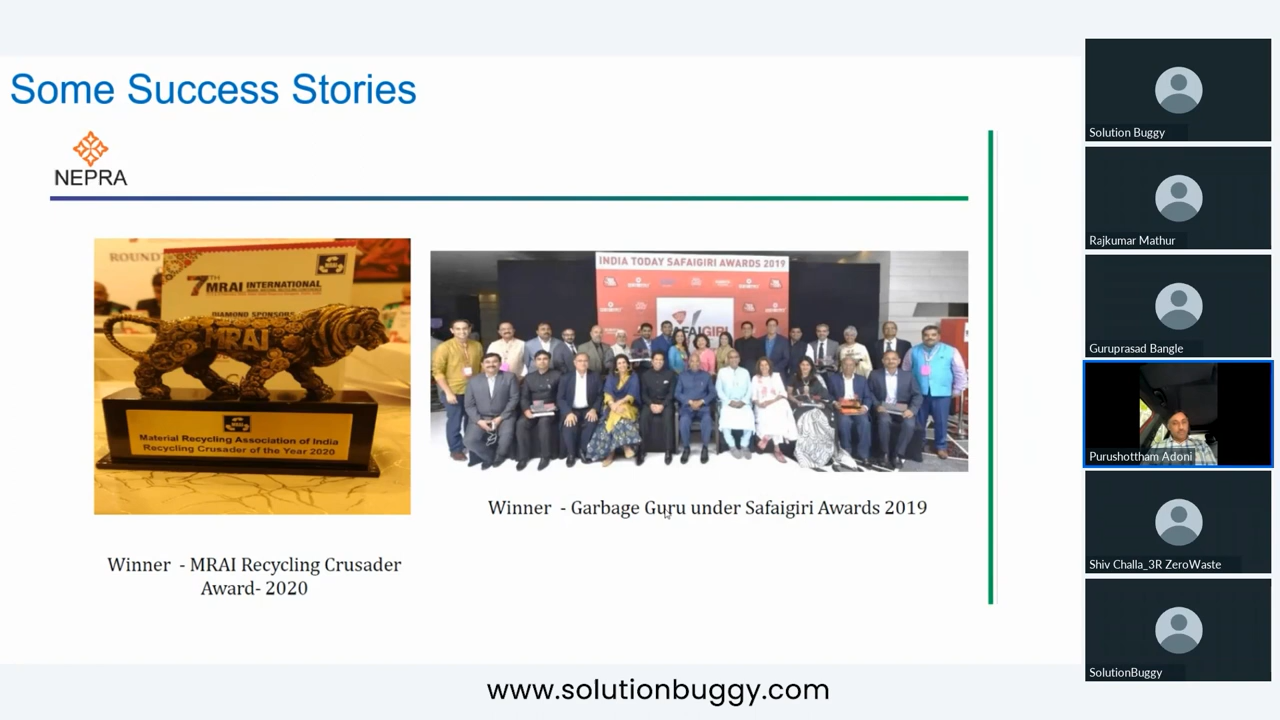 Some Success Stories
NEPRA
ROUND
7TH
MRAI INTERNATIONAL
DIAMOND SPONSORS
MRAI
Material Recycling Association of India
Recycling Crusader of the Year 2020
Winner - MRAI Recycling Crusader
Award- 2020
INDIA TODAY SAFAIGIRI AWARDS 2019
SAFAIGIRI
Winner - Garbage Guru under Safaigiri Awards 2019
www.solutionbuggy.com
Solution Buggy
Rajkumar Mathur
Guruprasad Bangle
Purushottham Adoni
Shiv Challa_3R ZeroWaste
SolutionBuggy